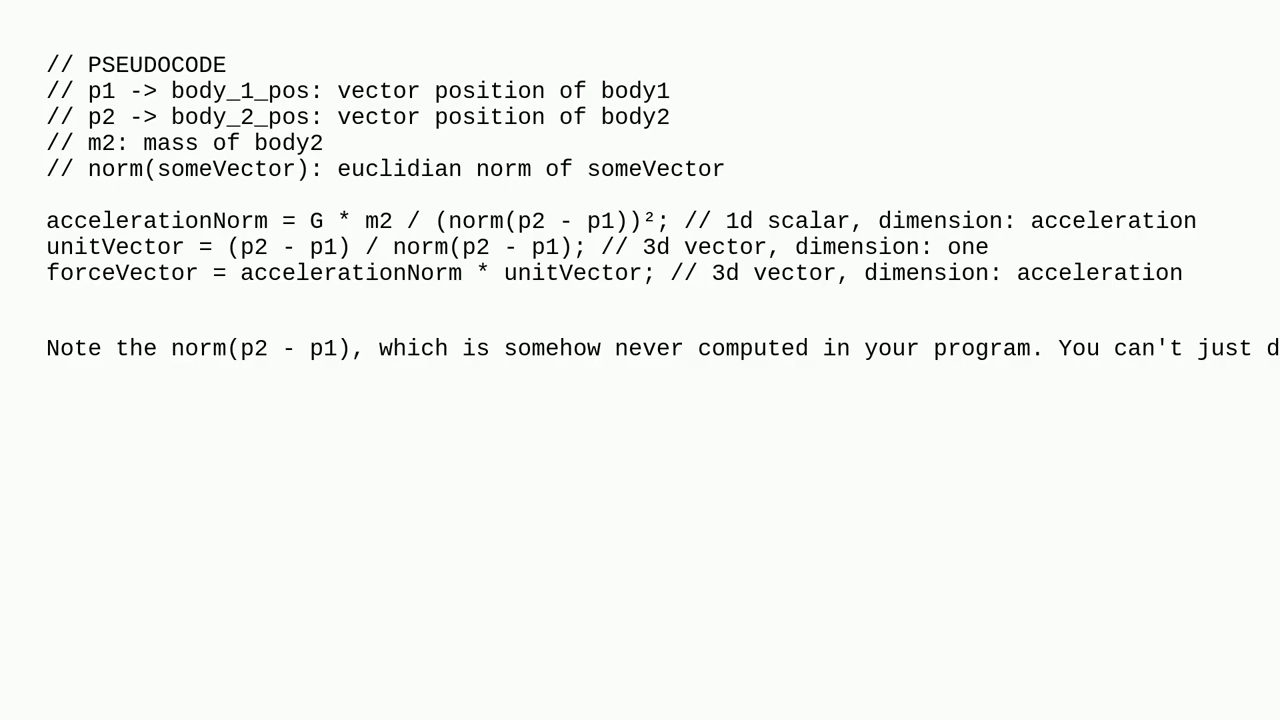 // PSEUDOCODE
// p1 -> body_1_pos: vector position of body1
// p2 -> body_2_pos: vector position of body2
// m2: mass of body2
// norm(someVector): euclidian norm of someVector
accelerationNorm = G * m2 / (norm(p2 - p1))²; // 1d scalar, dimension: acceleration
unitVector = (p2 - p1) / norm(p2 - p1); // 3d vector, dimension: one
forceVector = accelerationNorm * unitVector; // 3d vector, dimension: acceleration
Note the norm(p2 - p1), which is somehow never computed in your program. You can't just